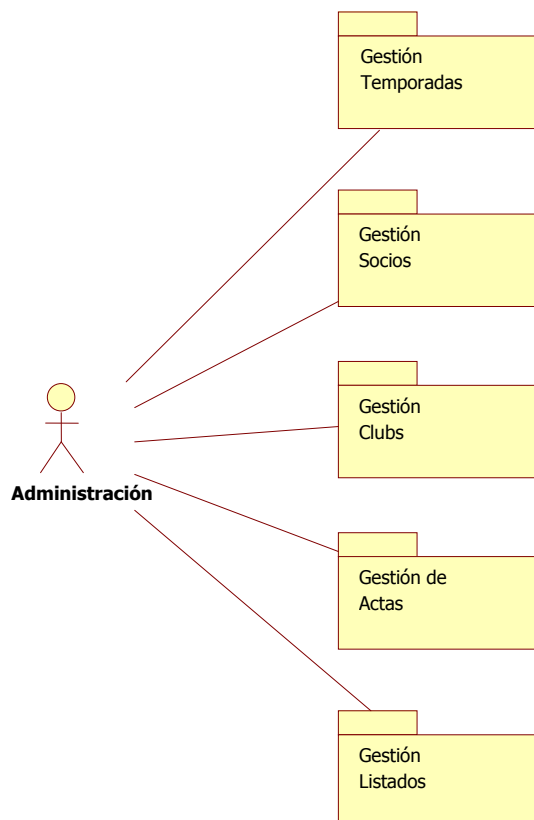 Gestión
Temporadas
Gestión
Socios
Gestión
Clubs
Administración
Gestión de
Actas
Gestión
Listados